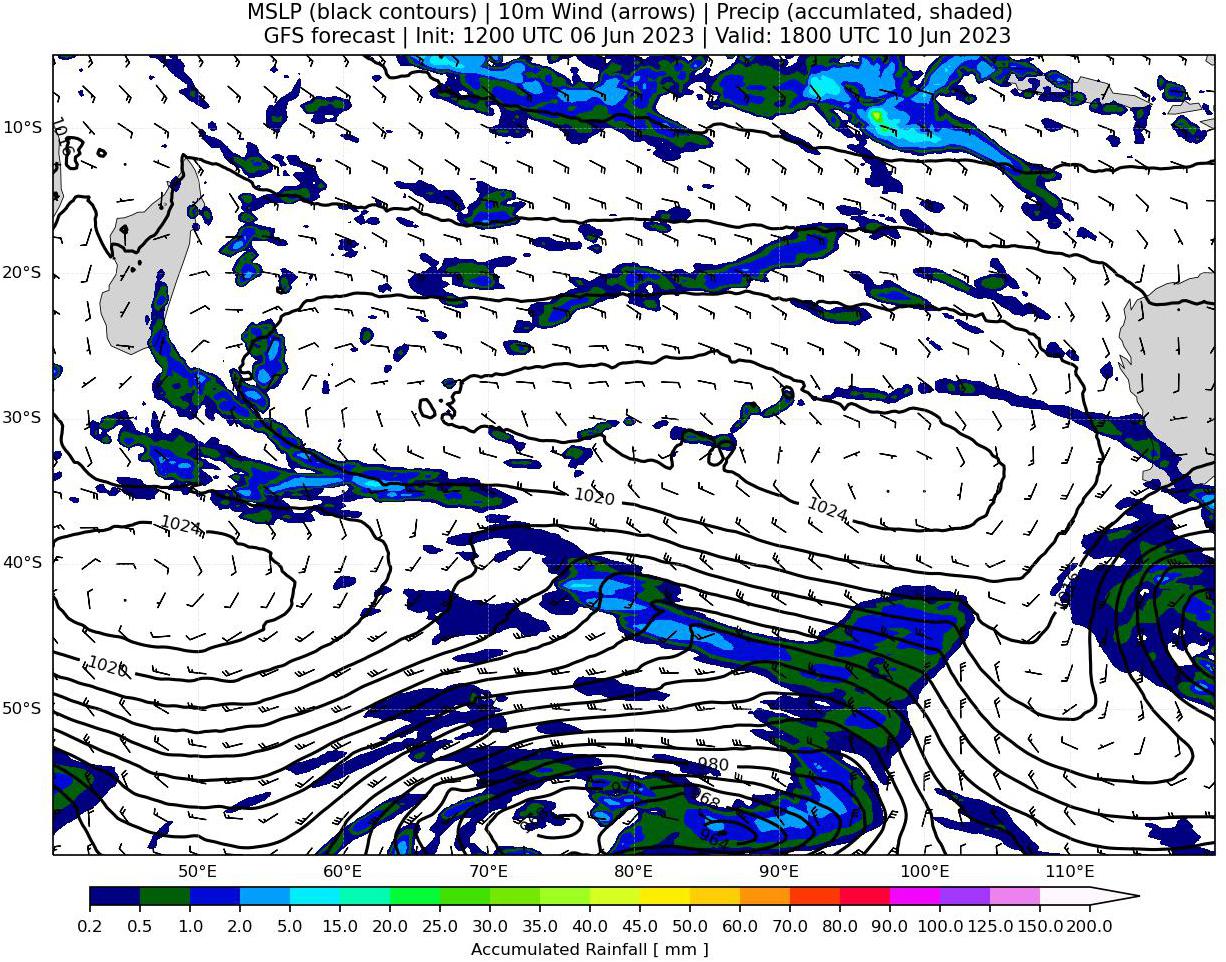 MSLP (black contours) | 10m Wind (arrows) | Precip (accumlated, shaded)
GFS forecast | Init: 1200 UTC 06 Jun 2023 | Valid: 1800 UTC 10 Jun 2023
10°S
1016
20°S
30°S
1020
1024
1024
40°S
1020
50°S
980
972
968
964
50°E 60°E 70°E 80°E 90°E 100°E 110°E
0.2 0.5 1.0 2.0 5.0 10.0 15.0 20.0 25.0 30.0 35.0 40.0 45.0 50.0 60.0 70.0 80.0 90.0 100.0 125.0 150.0 200.0
Accumulated Rainfall [ mm ]